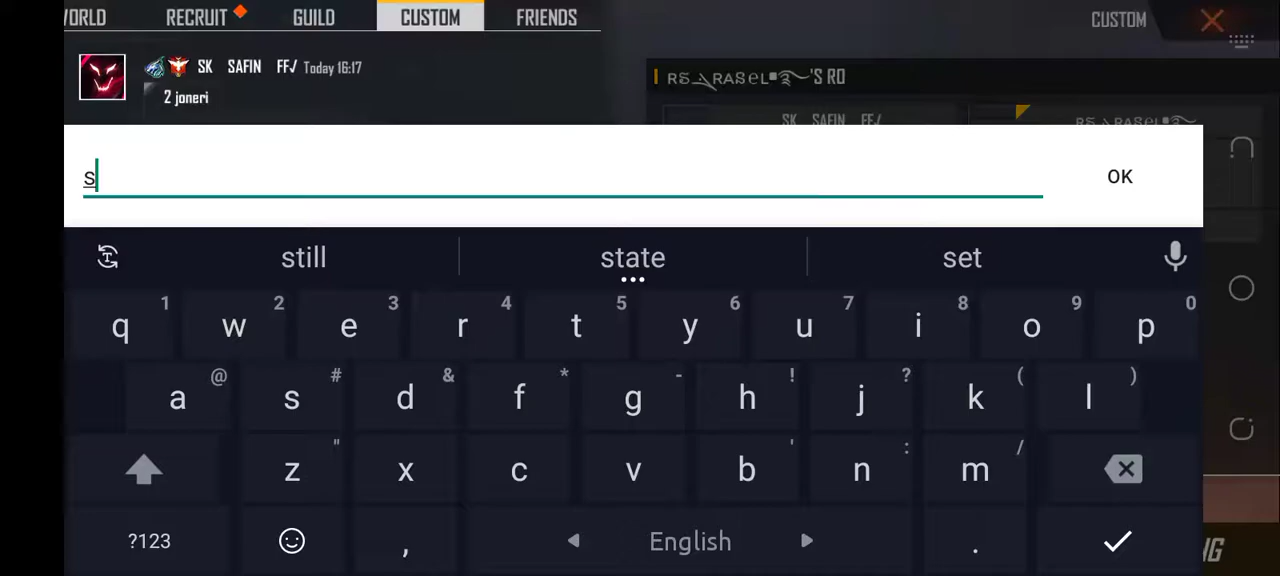 WORLD RECRUIT GUILD CUSTOM FRIENDS CUSTOM
SK SAFIN FF√ Today 16:17
2 joneri
'S RO
SK SAFIN FF√
s
OK
still state set
q 1 w 2 e 3 r 4 t 5 y 6 u 7 i 8 o 9 p 0
a @ s # d & f * g - h ! j ? k ( l )
z " x c v b ' n : m /
?123 , English .